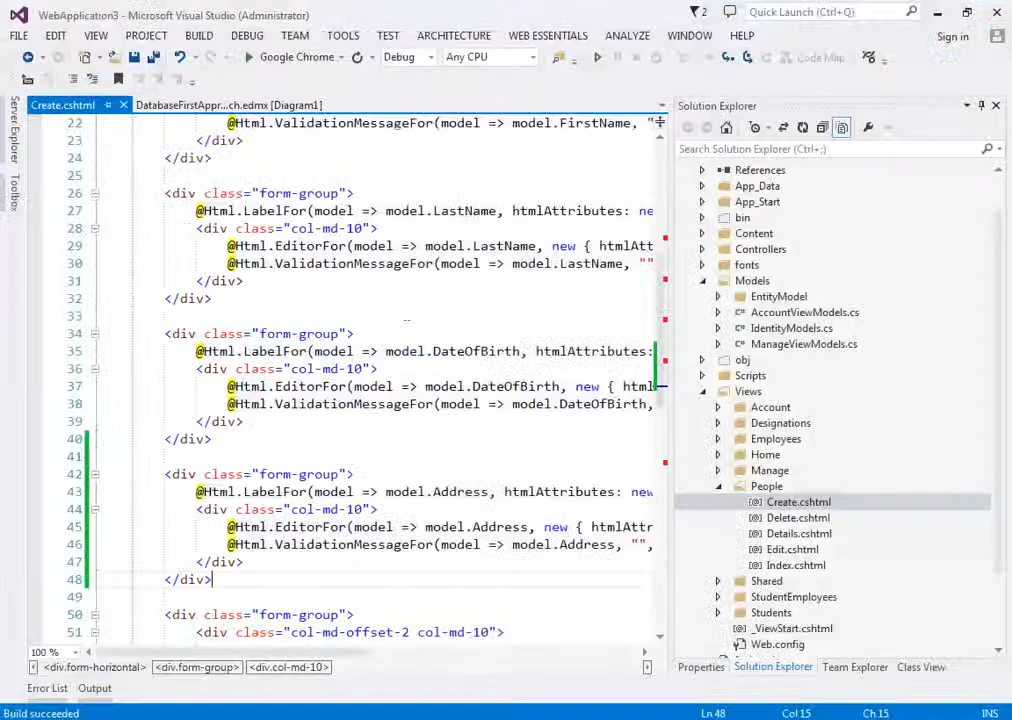 WebApplication3 - Microsoft Visual Studio (Administrator)
2
Quick Launch (Ctrl+Q)
FILE EDIT VIEW PROJECT BUILD DEBUG TEAM TOOLS TEST ARCHITECTURE WEB ESSENTIALS ANALYZE WINDOW HELP
Sign in
Google Chrome Debug Any CPU Code Map
Server Explorer
Toolbox
Create.cshtml DatabaseFirstAppr...ch.edmx [Diagram1]
22 @Html.ValidationMessageFor(model => model.FirstName, "
23 </div>
24 </div>
25
26 <div class="form-group">
27 @Html.LabelFor(model => model.LastName, htmlAttributes: ne
28 <div class="col-md-10">
29 @Html.EditorFor(model => model.LastName, new { htmlAtt
30 @Html.ValidationMessageFor(model => model.LastName, ""
31 </div>
32 </div>
33
34 <div class="form-group">
35 @Html.LabelFor(model => model.DateOfBirth, htmlAttributes:
36 <div class="col-md-10">
37 @Html.EditorFor(model => model.DateOfBirth, new { html
38 @Html.ValidationMessageFor(model => model.DateOfBirth,
39 </div>
40 </div>
41
42 <div class="form-group">
43 @Html.LabelFor(model => model.Address, htmlAttributes: new
44 <div class="col-md-10">
45 @Html.EditorFor(model => model.Address, new { htmlAttr
46 @Html.ValidationMessageFor(model => model.Address, "",
47 </div>
48 </div>
49
50 <div class="form-group">
51 <div class="col-md-offset-2 col-md-10">
100 %
<div.form-horizontal> <div.form-group> <div.col-md-10>
Solution Explorer
Search Solution Explorer (Ctrl+;)
References
App_Data
App_Start
bin
Content
Controllers
fonts
Models
EntityModel
C# AccountViewModels.cs
C# IdentityModels.cs
C# ManageViewModels.cs
obj
Scripts
Views
Account
Designations
Employees
Home
Manage
People
[@] Create.cshtml
[@] Delete.cshtml
[@] Details.cshtml
[@] Edit.cshtml
[@] Index.cshtml
Shared
StudentEmployees
Students
[@] _ViewStart.cshtml
Web.config
Properties Solution Explorer Team Explorer Class View
Error List Output
Build succeeded Ln 48 Col 15 Ch 15 INS